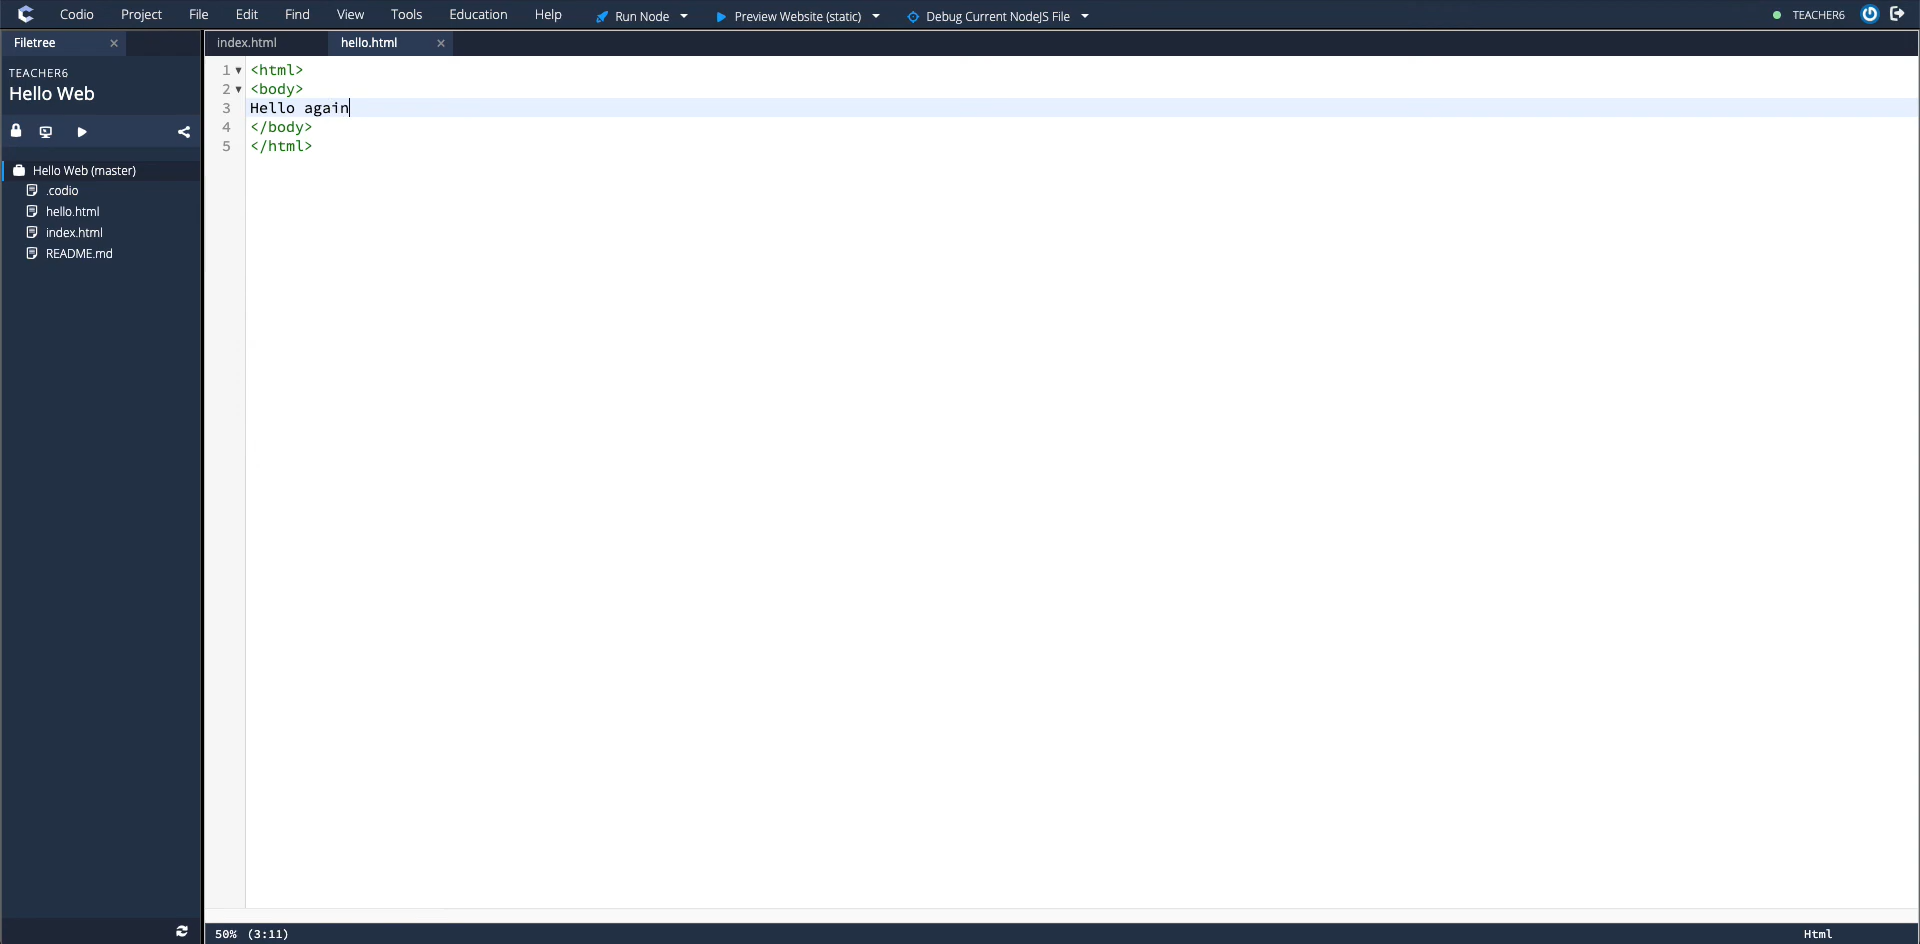 Codio Project File Edit Find View Tools Education Help Run Node Preview Website (static) Debug Current NodeJS File TEACHER6
Filetree
index.html hello.html
TEACHER6
Hello Web
Hello Web (master)
.codio
hello.html
index.html
README.md
1 <html>
2 <body>
3 Hello again
4 </body>
5 </html>
50% (3:11) Html